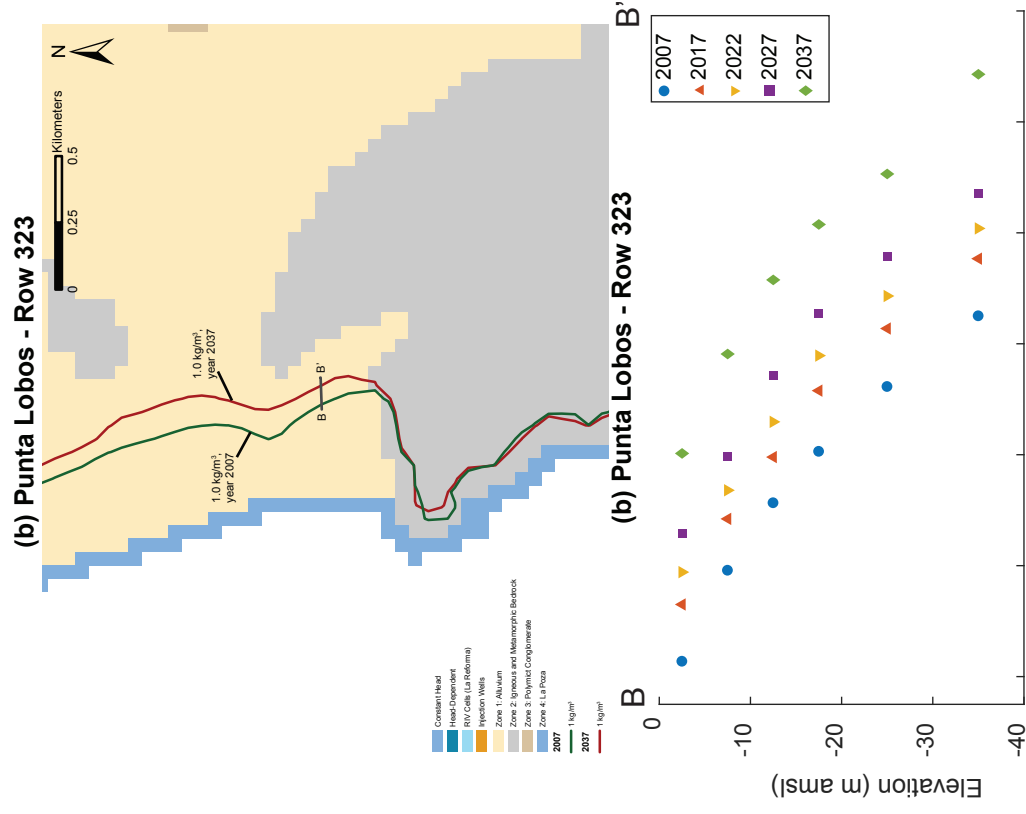 (b) Punta Lobos - Row 323
N
0
0.25
0.5
Kilometers
1.0 kg/m³,
year 2037
1.0 kg/m³,
year 2007
B
B'
Constant Head
Head-Dependent
RIV Cells (La Reforma)
Injection Wells
Zone 1: Alluvium
Zone 2: Igneous and Metamorphic Bedrock
Zone 3: Polymict Conglomerate
Zone 4: La Poza
2007
1 kg/m³
2037
1 kg/m³
(b) Punta Lobos - Row 323
B
B'
2007
2017
2022
2027
2037
0
-10
-20
-30
-40
Elevation (m amsl)